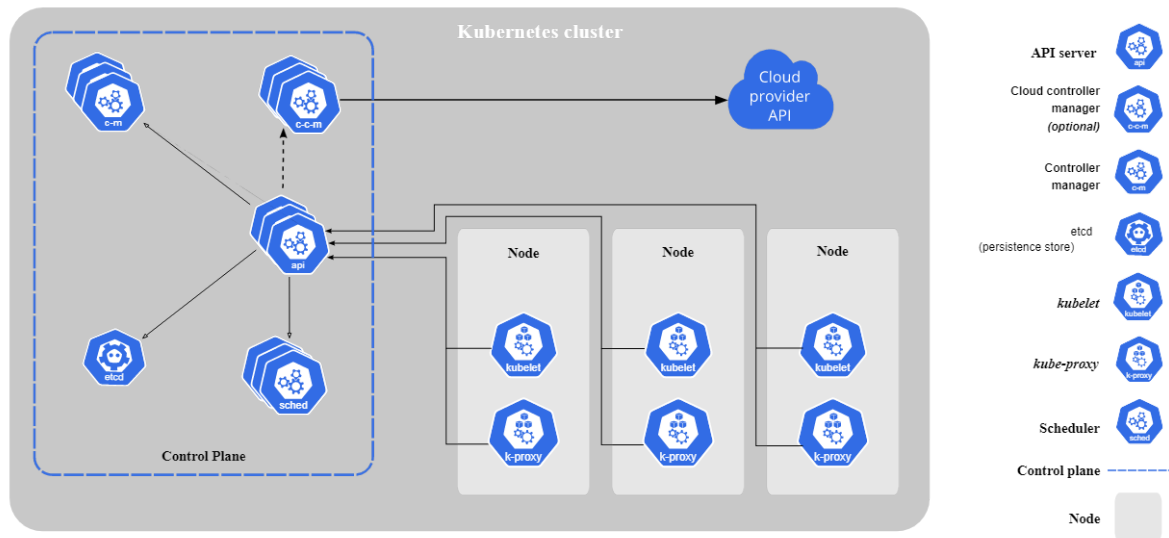 Kubernetes cluster
c-m
c-c-m
Cloud
provider
API
api
etcd
sched
Control Plane
Node
kubelet
k-proxy
Node
kubelet
k-proxy
Node
kubelet
k-proxy
API server
api
Cloud controller
manager
(optional)
c-c-m
Controller
manager
c-m
etcd
(persistence store)
etcd
kubelet
kubelet
kube-proxy
k-proxy
Scheduler
sched
Control plane
Node